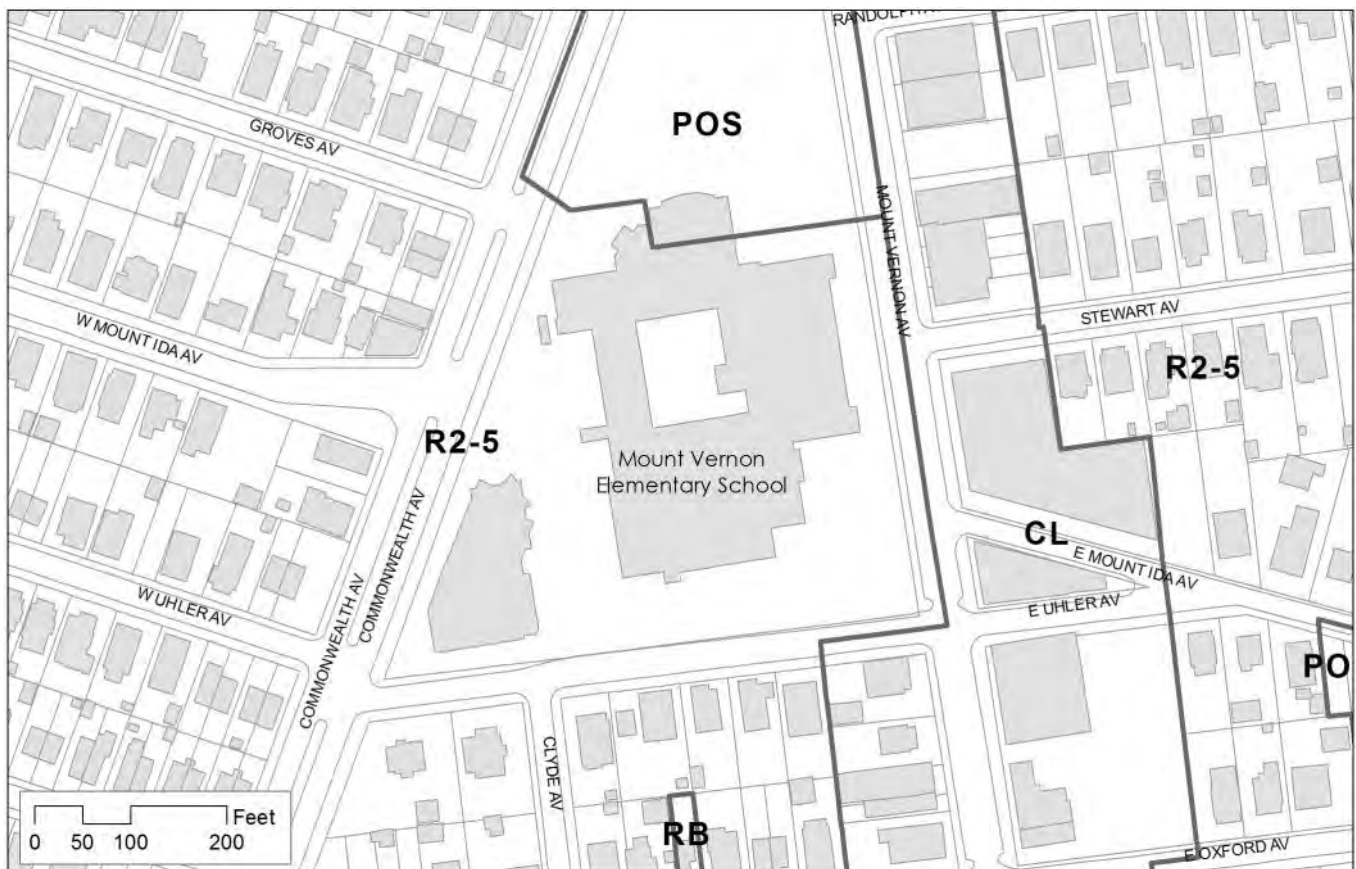 RANDOLPH
POS
GROVES AV
MOUNT VERNON AV
W MOUNT IDA AV
STEWART AV
R2-5
R2-5
Mount Vernon
Elementary School
COMMONWEALTH AV
CL
E MOUNT IDA AV
W UHLER AV
E UHLER AV
COMMONWEALTH AV
PO
CLYDE AV
RB
Feet
0 50 100 200
E OXFORD AV